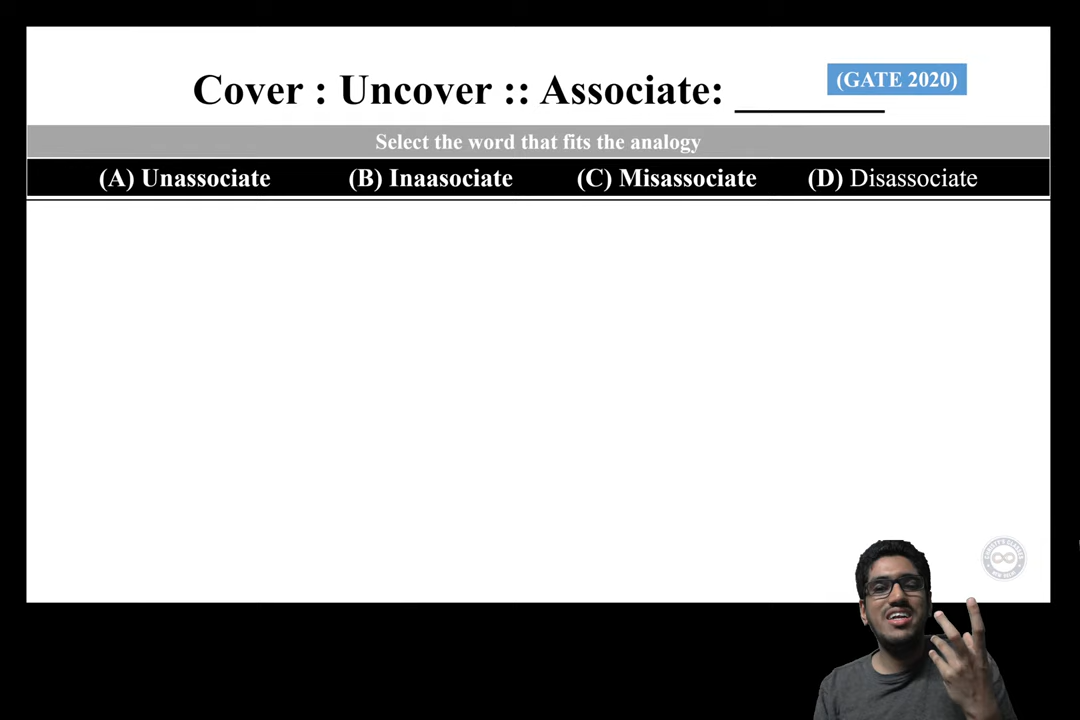 Cover : Uncover :: Associate: ________
(GATE 2020)
Select the word that fits the analogy
(A) Unassociate (B) Inaasociate (C) Misassociate (D) Disassociate